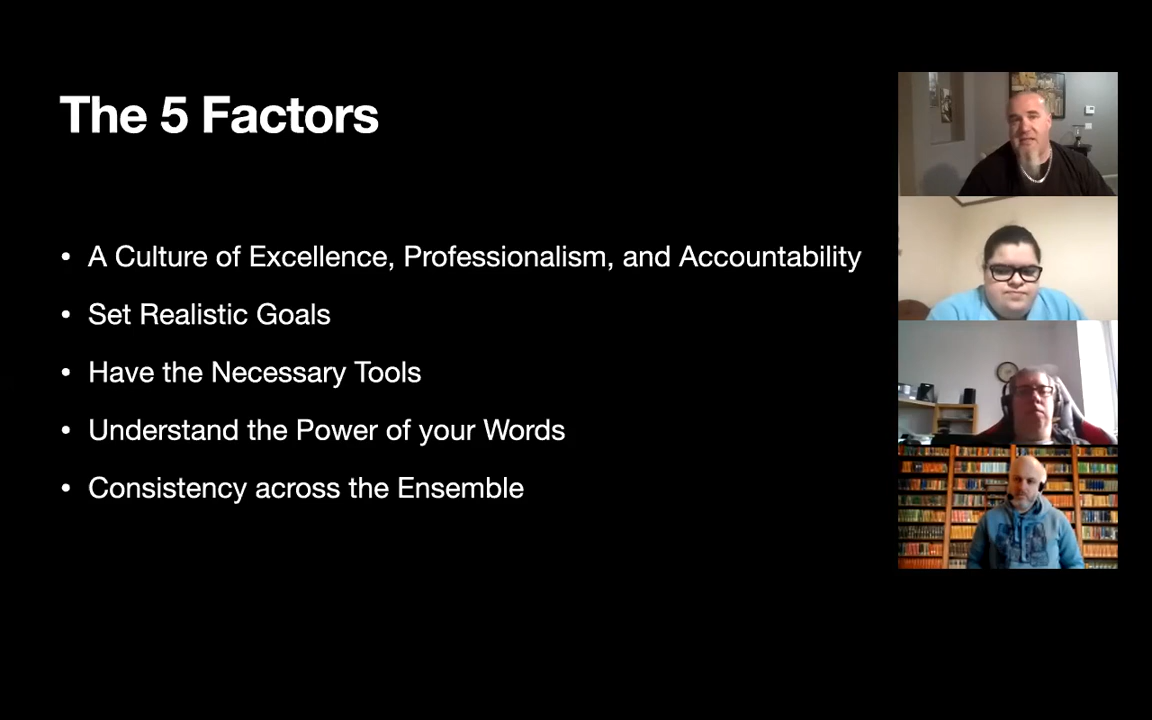 The 5 Factors
• A Culture of Excellence, Professionalism, and Accountability
• Set Realistic Goals
• Have the Necessary Tools
• Understand the Power of your Words
• Consistency across the Ensemble